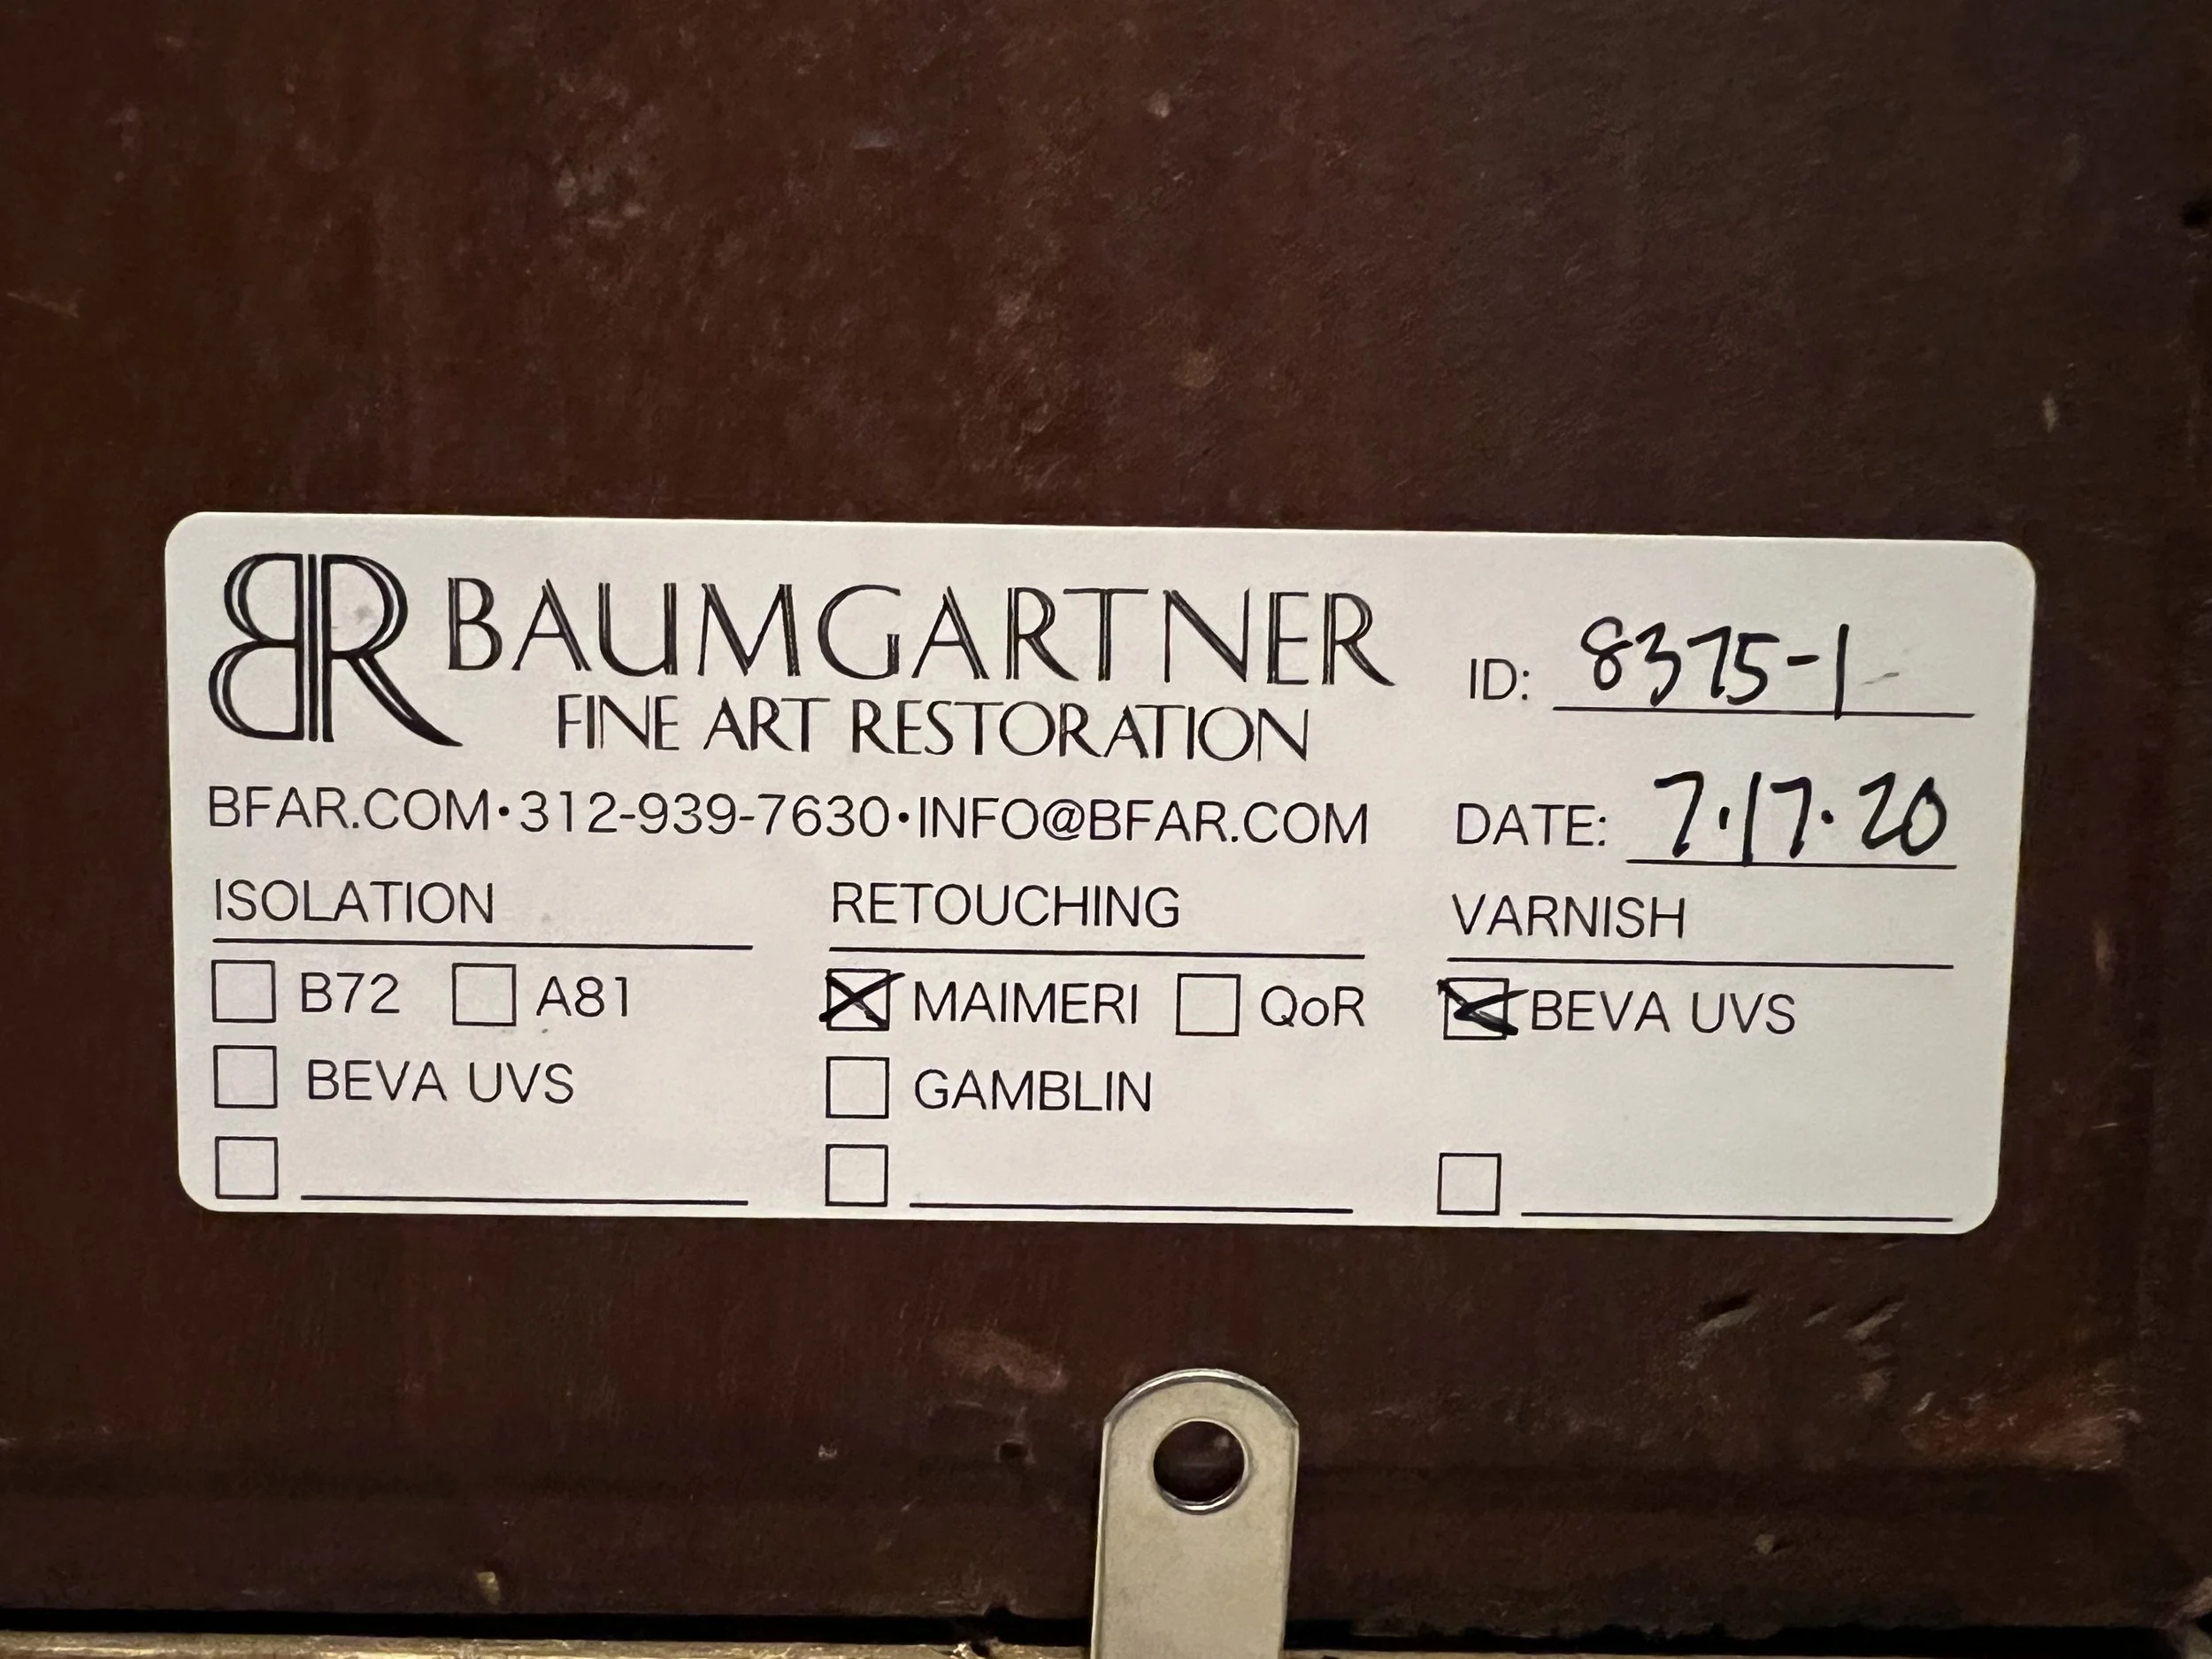 BR BAUMGARTNER
FINE ART RESTORATION
ID: 8375-1
BFAR.COM•312-939-7630•INFO@BFAR.COM
DATE: 7·17·20
ISOLATION RETOUCHING VARNISH
B72 A81 MAIMERI QoR BEVA UVS
BEVA UVS GAMBLIN